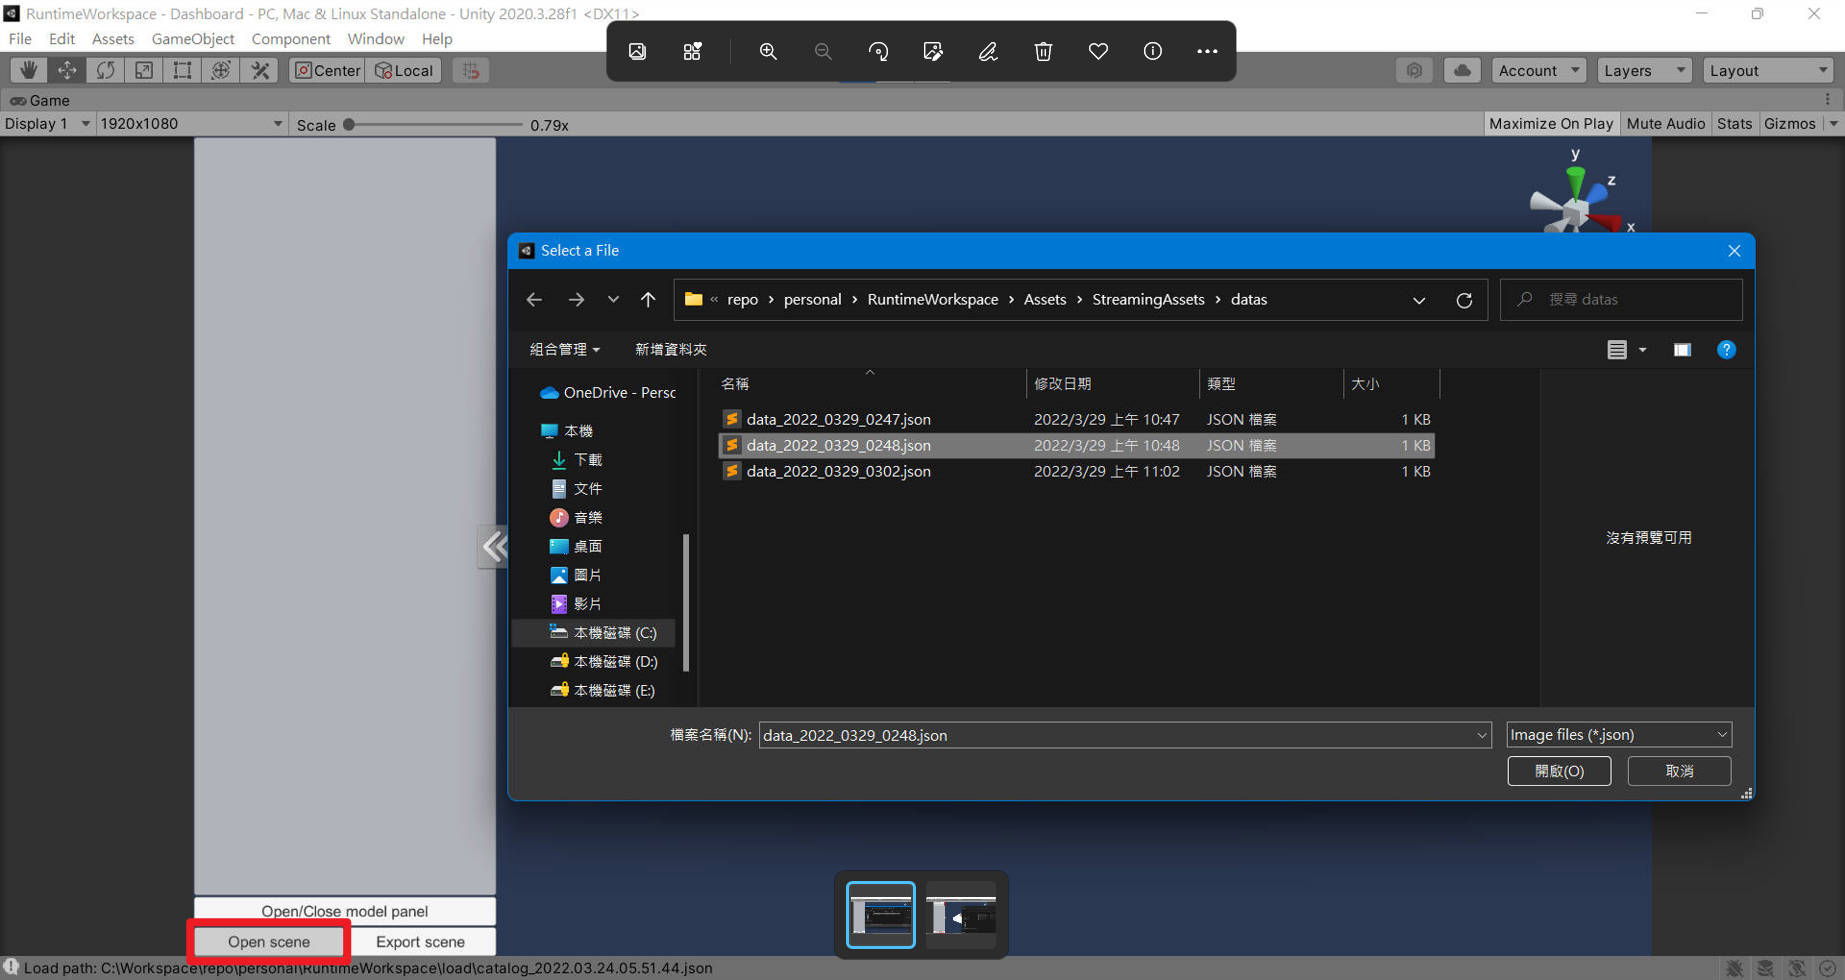 RuntimeWorkspace - Dashboard - PC, Mac & Linux Standalone - Unity 2020.3.28f1 <DX11>
File Edit Assets GameObject Component Window Help
Center Local Account Layers Layout
Game
Display 1 1920x1080 Scale 0.79x Maximize On Play Mute Audio Stats Gizmos
y
z
x
Select a File
« repo › personal › RuntimeWorkspace › Assets › StreamingAssets › datas
搜尋 datas
組合管理 新增資料夾
?
OneDrive - Persc
本機
下載
文件
音樂
桌面
圖片
影片
本機磁碟 (C:)
本機磁碟 (D:)
本機磁碟 (E:)
名稱 修改日期 類型 大小
data_2022_0329_0247.json 2022/3/29 上午 10:47 JSON 檔案 1 KB
data_2022_0329_0248.json 2022/3/29 上午 10:48 JSON 檔案 1 KB
data_2022_0329_0302.json 2022/3/29 上午 11:02 JSON 檔案 1 KB
沒有預覽可用
檔案名稱(N): data_2022_0329_0248.json Image files (*.json)
開啟(O) 取消
Open/Close model panel
Open scene Export scene
Load path: C:\Workspace\repo\personal\RuntimeWorkspace\load\catalog_2022.03.24.05.51.44.json